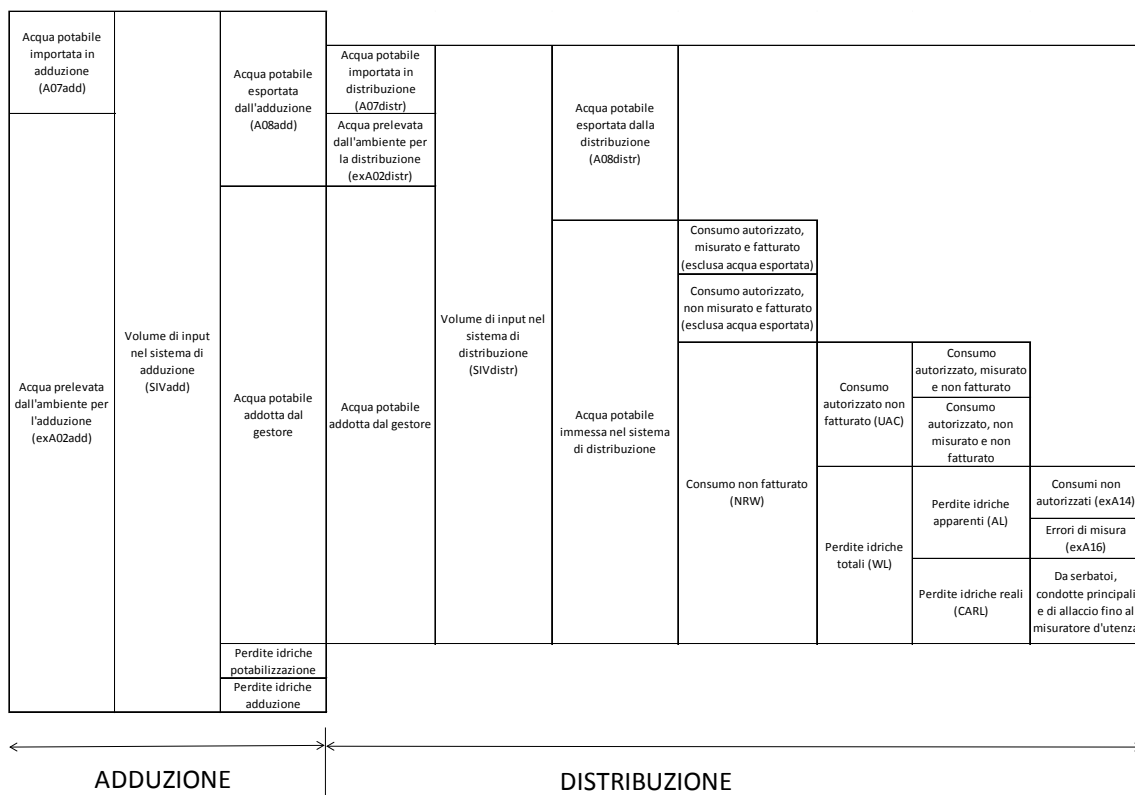 Acqua potabile
importata in
adduzione
(A07add)
Acqua prelevata
dall'ambiente per
l'adduzione
(exA02add)
Volume di input
nel sistema di
adduzione
(SIVadd)
Acqua potabile
esportata
dall'adduzione
(A08add)
Acqua potabile
addotta dal
gestore
Perdite idriche
potabilizzazione
Perdite idriche
adduzione
Acqua potabile
importata in
distribuzione
(A07distr)
Acqua prelevata
dall'ambiente per
la distribuzione
(exA02distr)
Acqua potabile
addotta dal gestore
Volume di input nel
sistema di
distribuzione
(SIVdistr)
Acqua potabile
esportata dalla
distribuzione
(A08distr)
Acqua potabile
immessa nel sistema
di distribuzione
Consumo autorizzato,
misurato e fatturato
(esclusa acqua esportata)
Consumo autorizzato,
non misurato e fatturato
(esclusa acqua esportata)
Consumo non fatturato
(NRW)
Consumo
autorizzato non
fatturato (UAC)
Perdite idriche
totali (WL)
Consumo
autorizzato, misurato
e non fatturato
Consumo
autorizzato, non
misurato e non
fatturato
Perdite idriche
apparenti (AL)
Perdite idriche reali
(CARL)
Consumi non
autorizzati (exA14)
Errori di misura
(exA16)
Da serbatoi,
condotte principali
e di allaccio fino al
misuratore d'utenza
ADDUZIONE
DISTRIBUZIONE